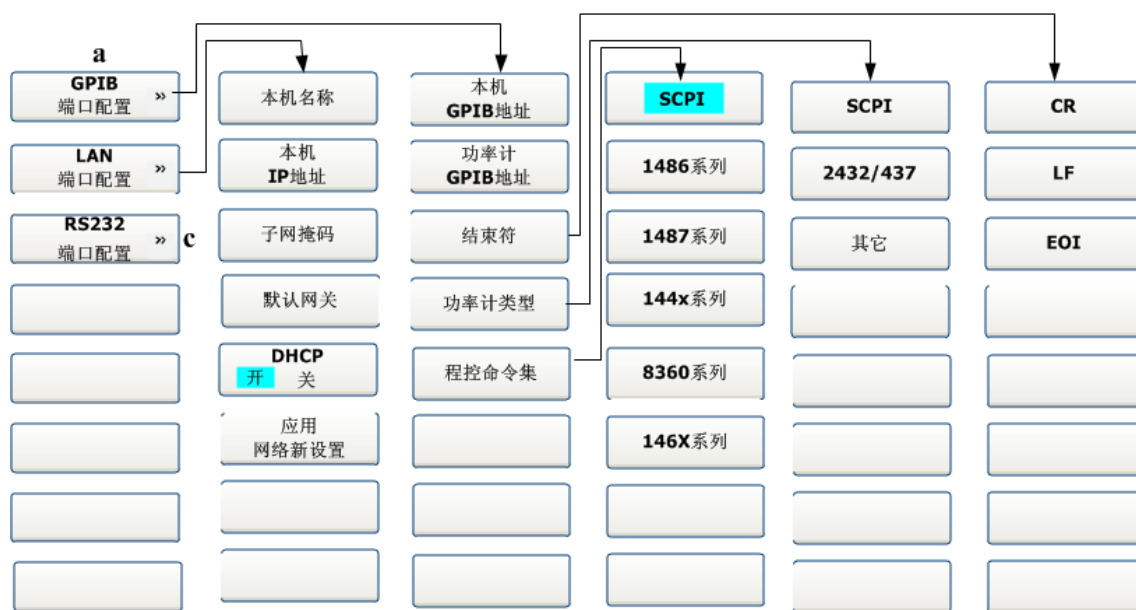 a
GPIB
端口配置 »
LAN
端口配置 »
RS232
端口配置 »
c
本机名称
本机
IP地址
子网掩码
默认网关
DHCP
开 关
应用
网络新设置
本机
GPIB地址
功率计
GPIB地址
结束符
功率计类型
程控命令集
SCPI
1486系列
1487系列
144x系列
8360系列
146X系列
SCPI
2432/437
其它
CR
LF
EOI